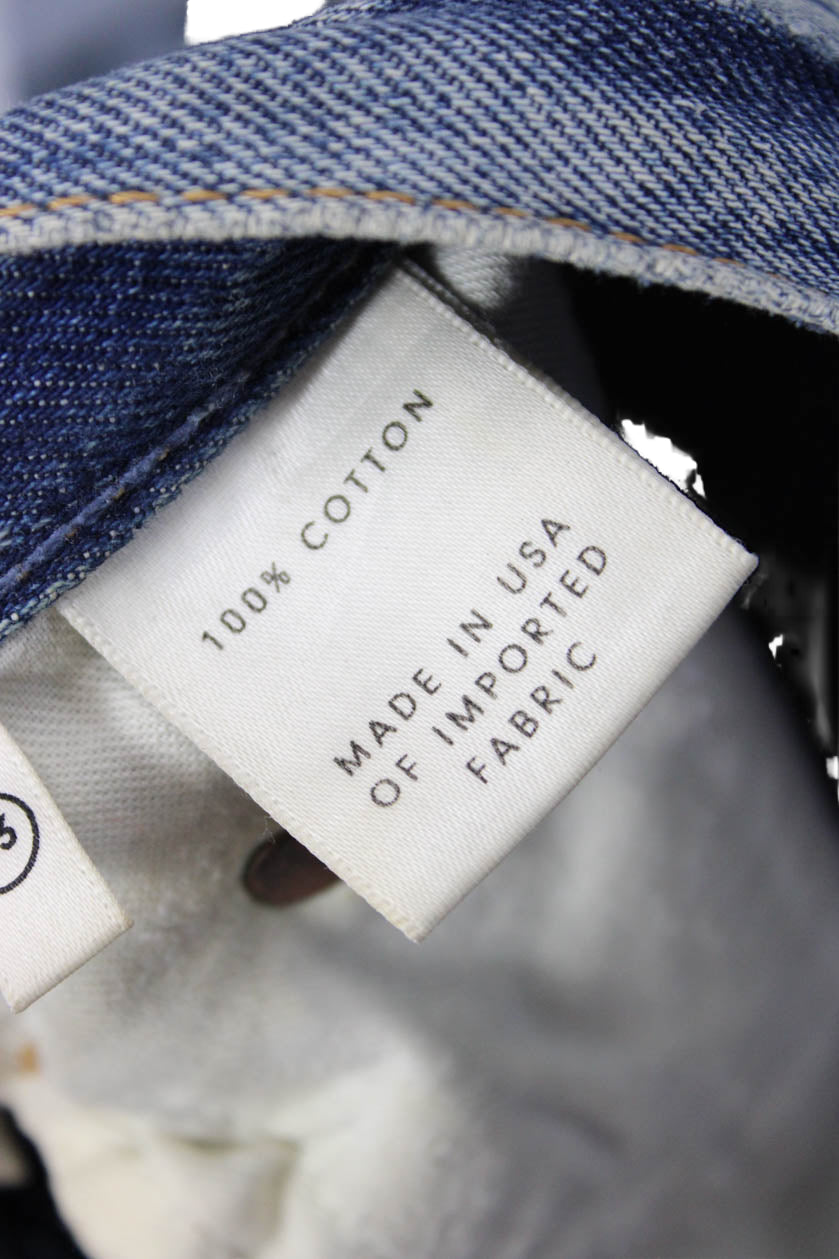 100% COTTON
MADE IN USA
OF IMPORTED
FABRIC